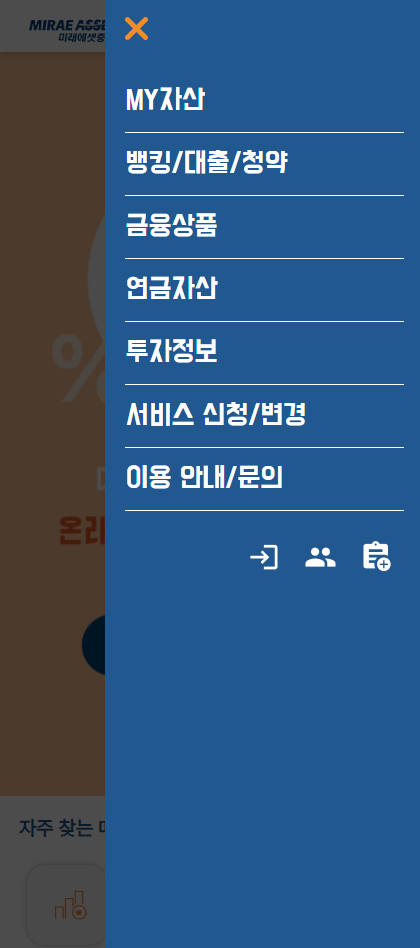 MIRAE ASSE
미래에셋증
MY자산
뱅킹/대출/청약
금융상품
연금자산
투자정보
서비스 신청/변경
이용 안내/문의
%
온라
자주 찾는 마